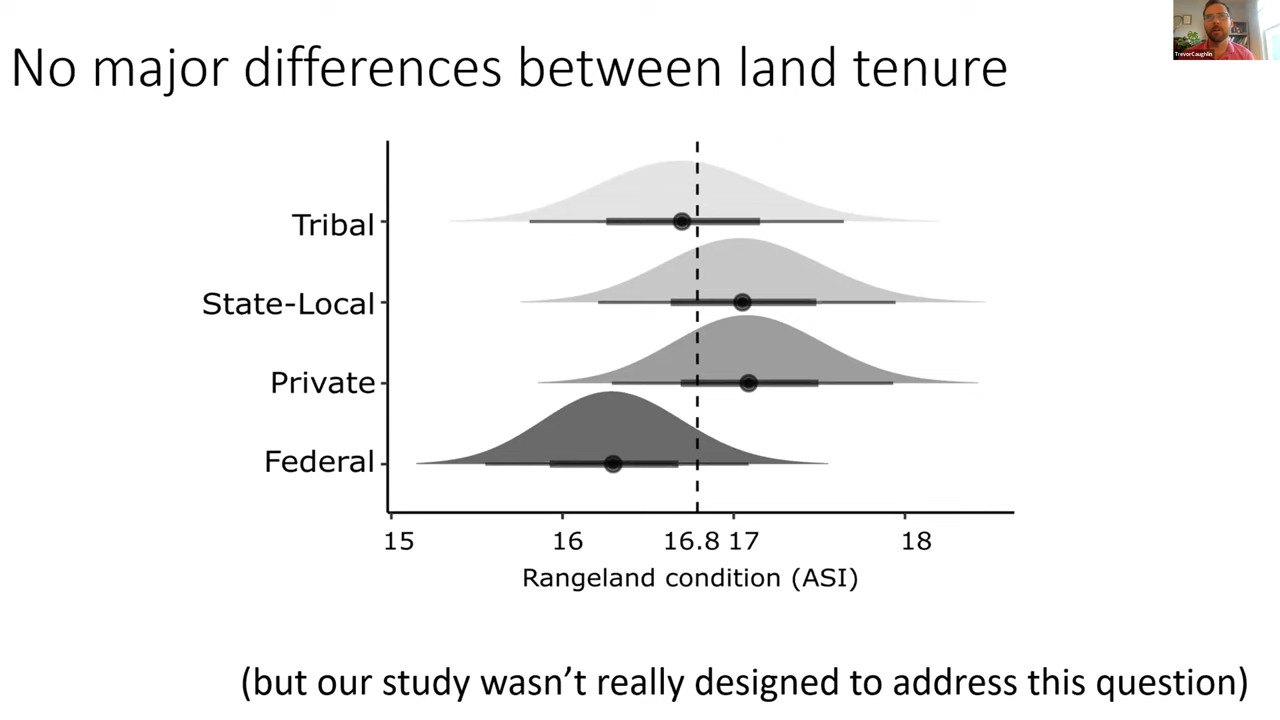 TrevorCaughlin
No major differences between land tenure
Tribal
State-Local
Private
Federal
15 16 16.8 17 18
Rangeland condition (ASI)
(but our study wasn’t really designed to address this question)